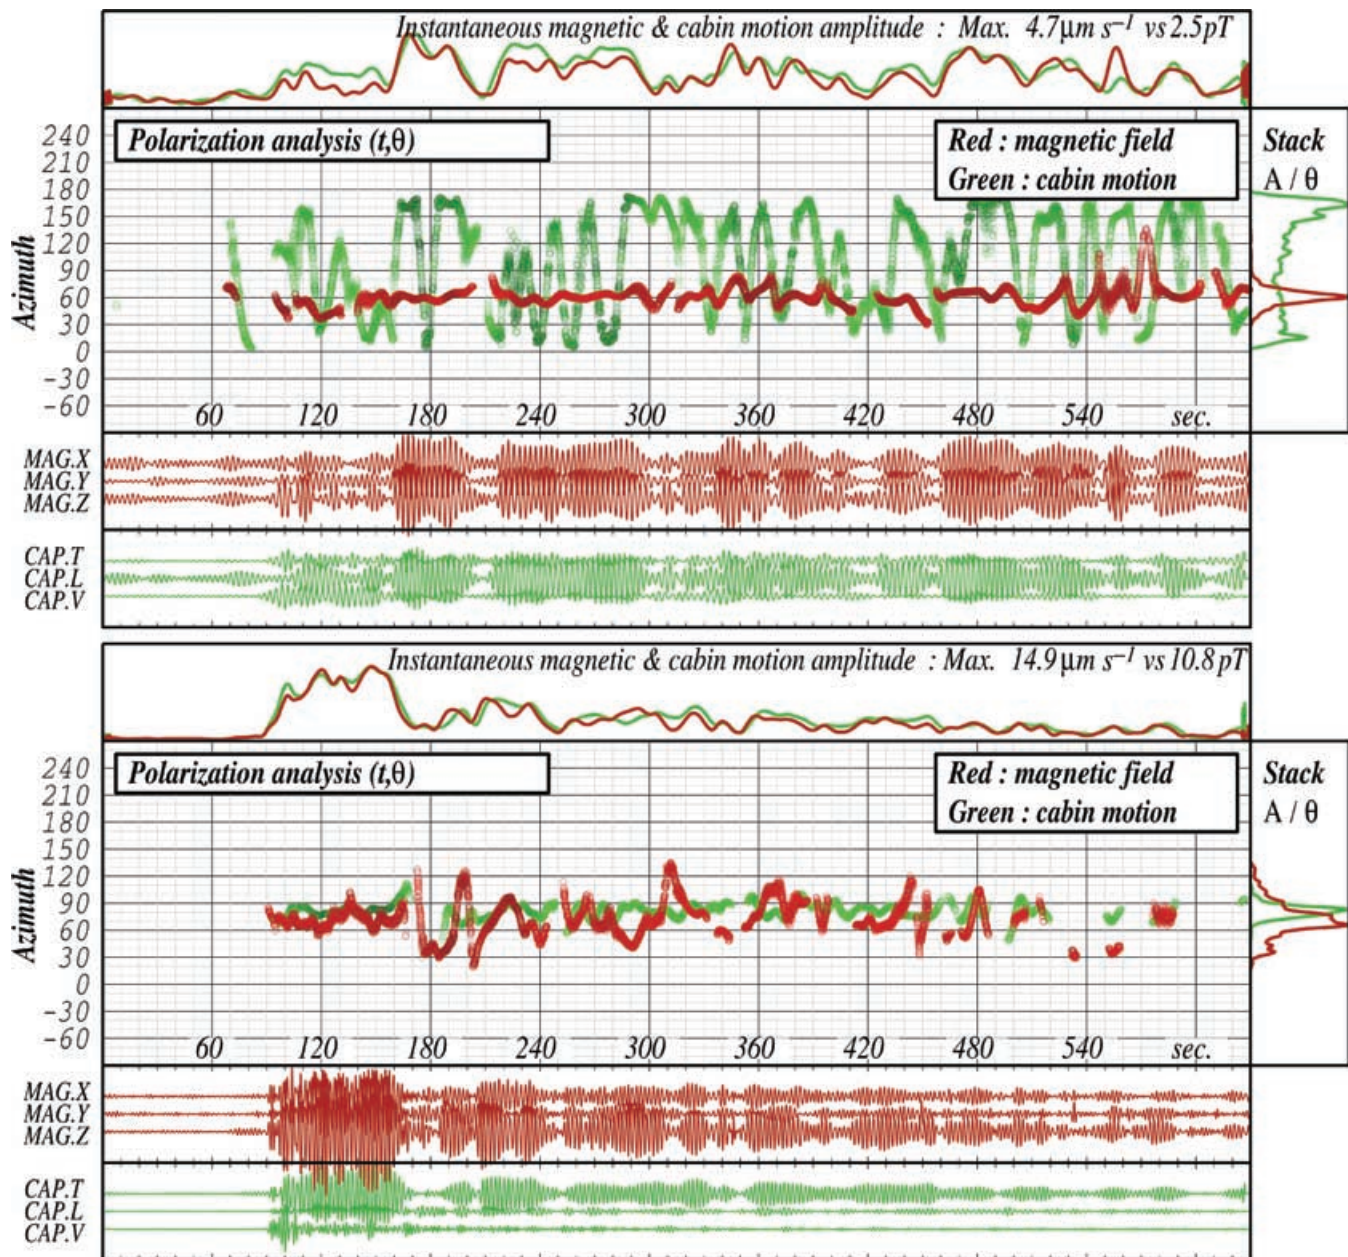 Instantaneous magnetic & cabin motion amplitude : Max. 4.7μm s⁻¹ vs 2.5pT
Polarization analysis (t,θ)
Red : magnetic field
Green : cabin motion
Stack
A / θ
Azimuth
240
210
180
150
120
90
60
30
0
-30
-60
60 120 180 240 300 360 420 480 540 sec.
MAG.X
MAG.Y
MAG.Z
CAP.T
CAP.L
CAP.V
Instantaneous magnetic & cabin motion amplitude : Max. 14.9μm s⁻¹ vs 10.8pT
Polarization analysis (t,θ)
Red : magnetic field
Green : cabin motion
Stack
A / θ
Azimuth
240
210
180
150
120
90
60
30
0
-30
-60
60 120 180 240 300 360 420 480 540 sec.
MAG.X
MAG.Y
MAG.Z
CAP.T
CAP.L
CAP.V